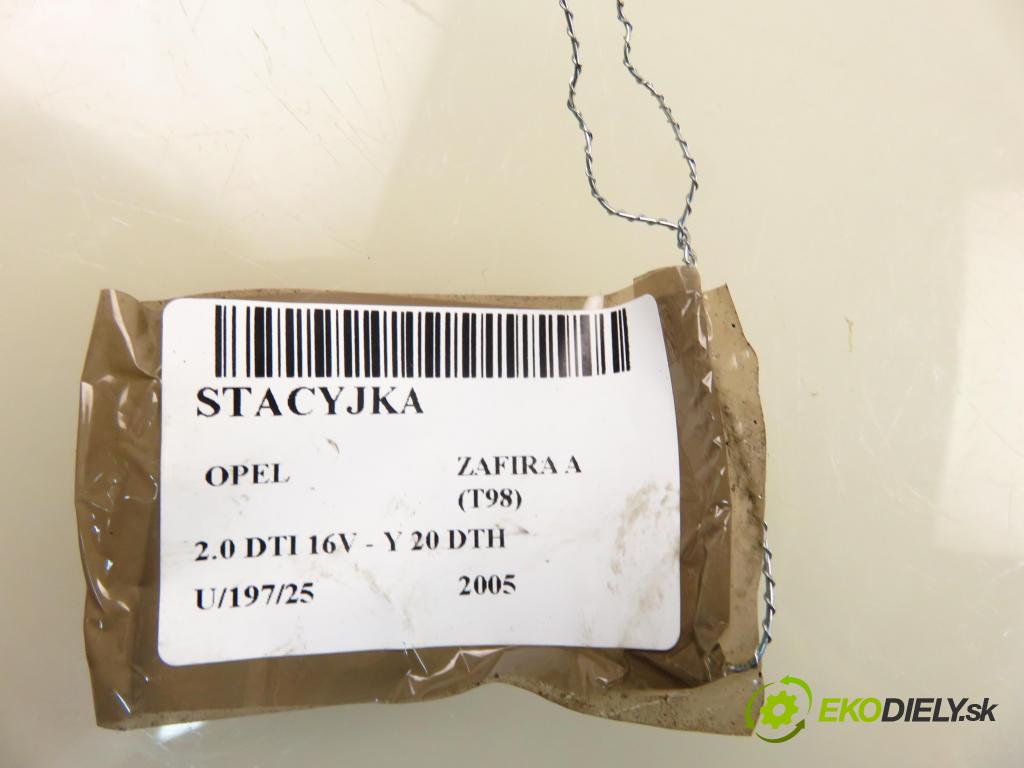 STACYJKA
OPEL
ZAFIRA A
(T98)
2.0 DTI 16V - Y 20 DTH
U/197/25
2005
EKODIELY.sk